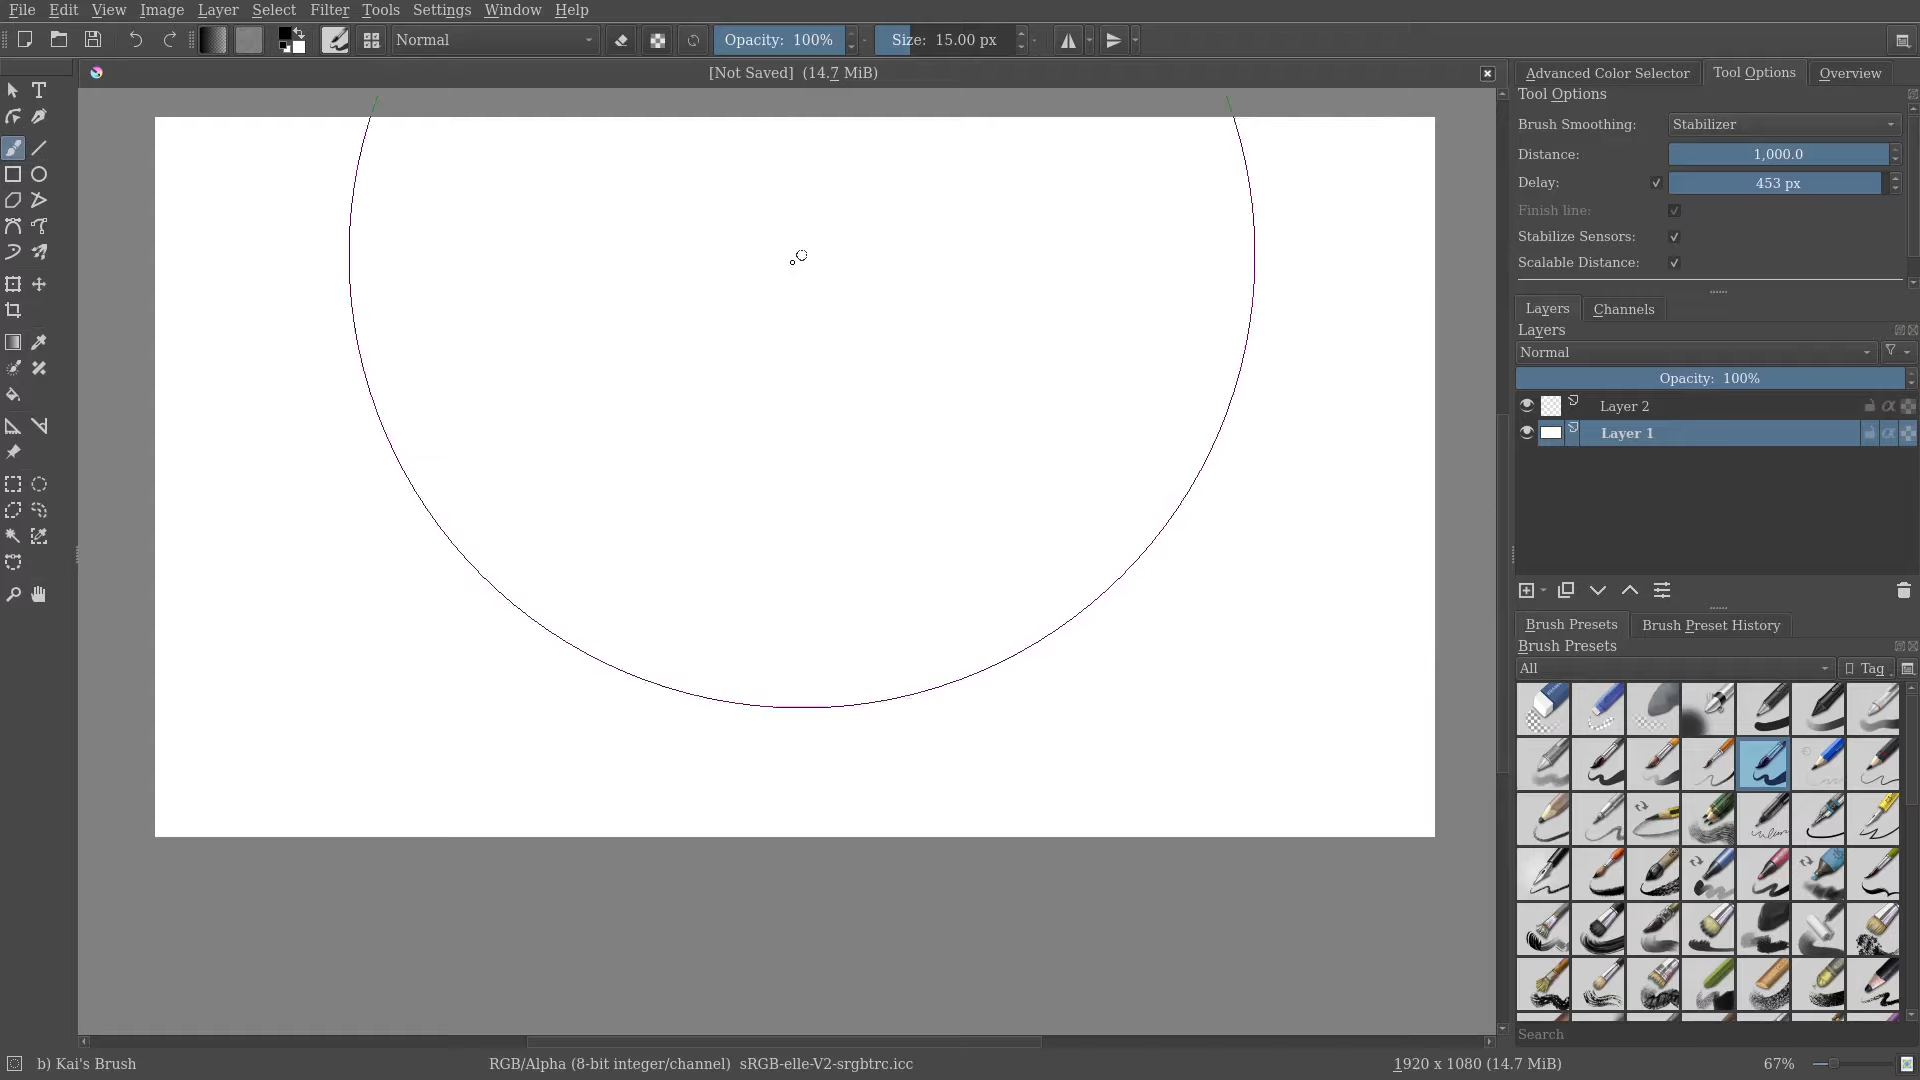 File Edit View Image Layer Select Filter Tools Settings Window Help
Normal Opacity: 100% Size: 15.00 px
[Not Saved] (14.7 MiB)
Advanced Color Selector Tool Options Overview
Tool Options
Brush Smoothing: Stabilizer
Distance: 1,000.0
Delay: 453 px
Finish line:
Stabilize Sensors:
Scalable Distance:
Layers Channels
Layers
Normal
Opacity: 100%
Layer 2
Layer 1
Brush Presets Brush Preset History
Brush Presets
All Tag
Search
b) Kai's Brush RGB/Alpha (8-bit integer/channel) sRGB-elle-V2-srgbtrc.icc 1920 x 1080 (14.7 MiB) 67%